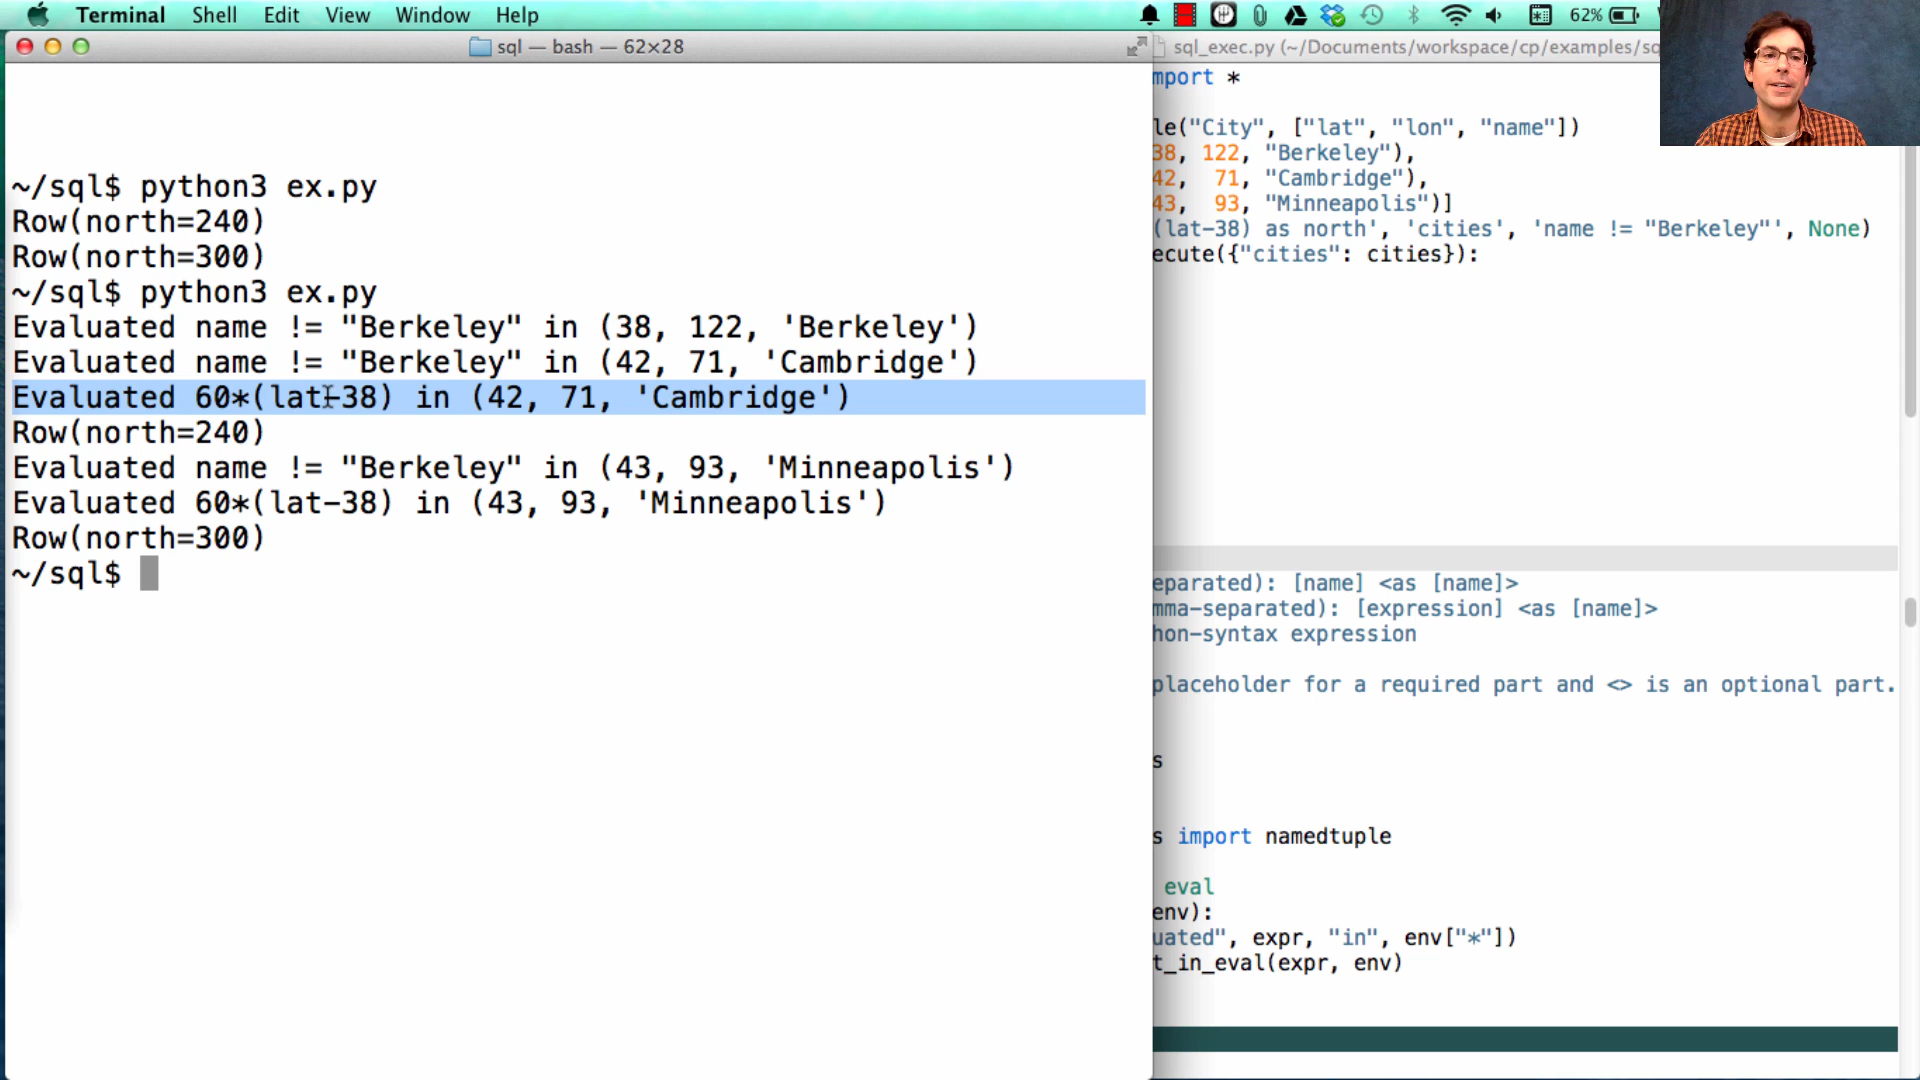 Terminal Shell Edit View Window Help 62%
sql — bash — 62×28
~/sql$ python3 ex.py
Row(north=240)
Row(north=300)
~/sql$ python3 ex.py
Evaluated name != "Berkeley" in (38, 122, 'Berkeley')
Evaluated name != "Berkeley" in (42, 71, 'Cambridge')
Evaluated 60*(lat-38) in (42, 71, 'Cambridge')
Row(north=240)
Evaluated name != "Berkeley" in (43, 93, 'Minneapolis')
Evaluated 60*(lat-38) in (43, 93, 'Minneapolis')
Row(north=300)
~/sql$
sql_exec.py (~/Documents/workspace/cp/examples/sq
mport *
le("City", ["lat", "lon", "name"])
38, 122, "Berkeley"),
42, 71, "Cambridge"),
43, 93, "Minneapolis")]
(lat-38) as north', 'cities', 'name != "Berkeley"', None)
ecute({"cities": cities}):
eparated): [name] <as [name]>
mma-separated): [expression] <as [name]>
hon-syntax expression
placeholder for a required part and <> is an optional part.
s
s import namedtuple
eval
env):
uated", expr, "in", env["*"])
t_in_eval(expr, env)